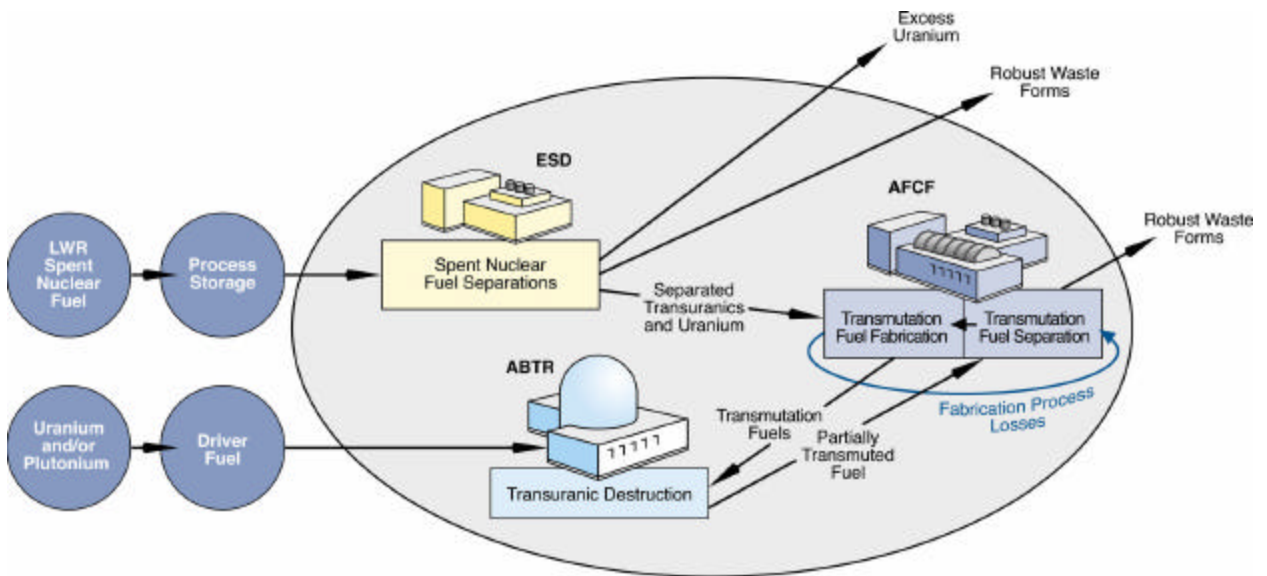 Excess
Uranium
Robust Waste
Forms
ESD
AFCF
LWR
Spent
Nuclear
Fuel
Process
Storage
Spent Nuclear
Fuel Separations
Robust Waste
Forms
Separated
Transuranics
and Uranium
Transmutation
Fuel Fabrication
Transmutation
Fuel Separation
ABTR
Fabrication Process
Losses
Uranium
and/or
Plutonium
Driver
Fuel
Transmutation
Fuels
Partially
Transmuted
Fuel
Transuranic Destruction